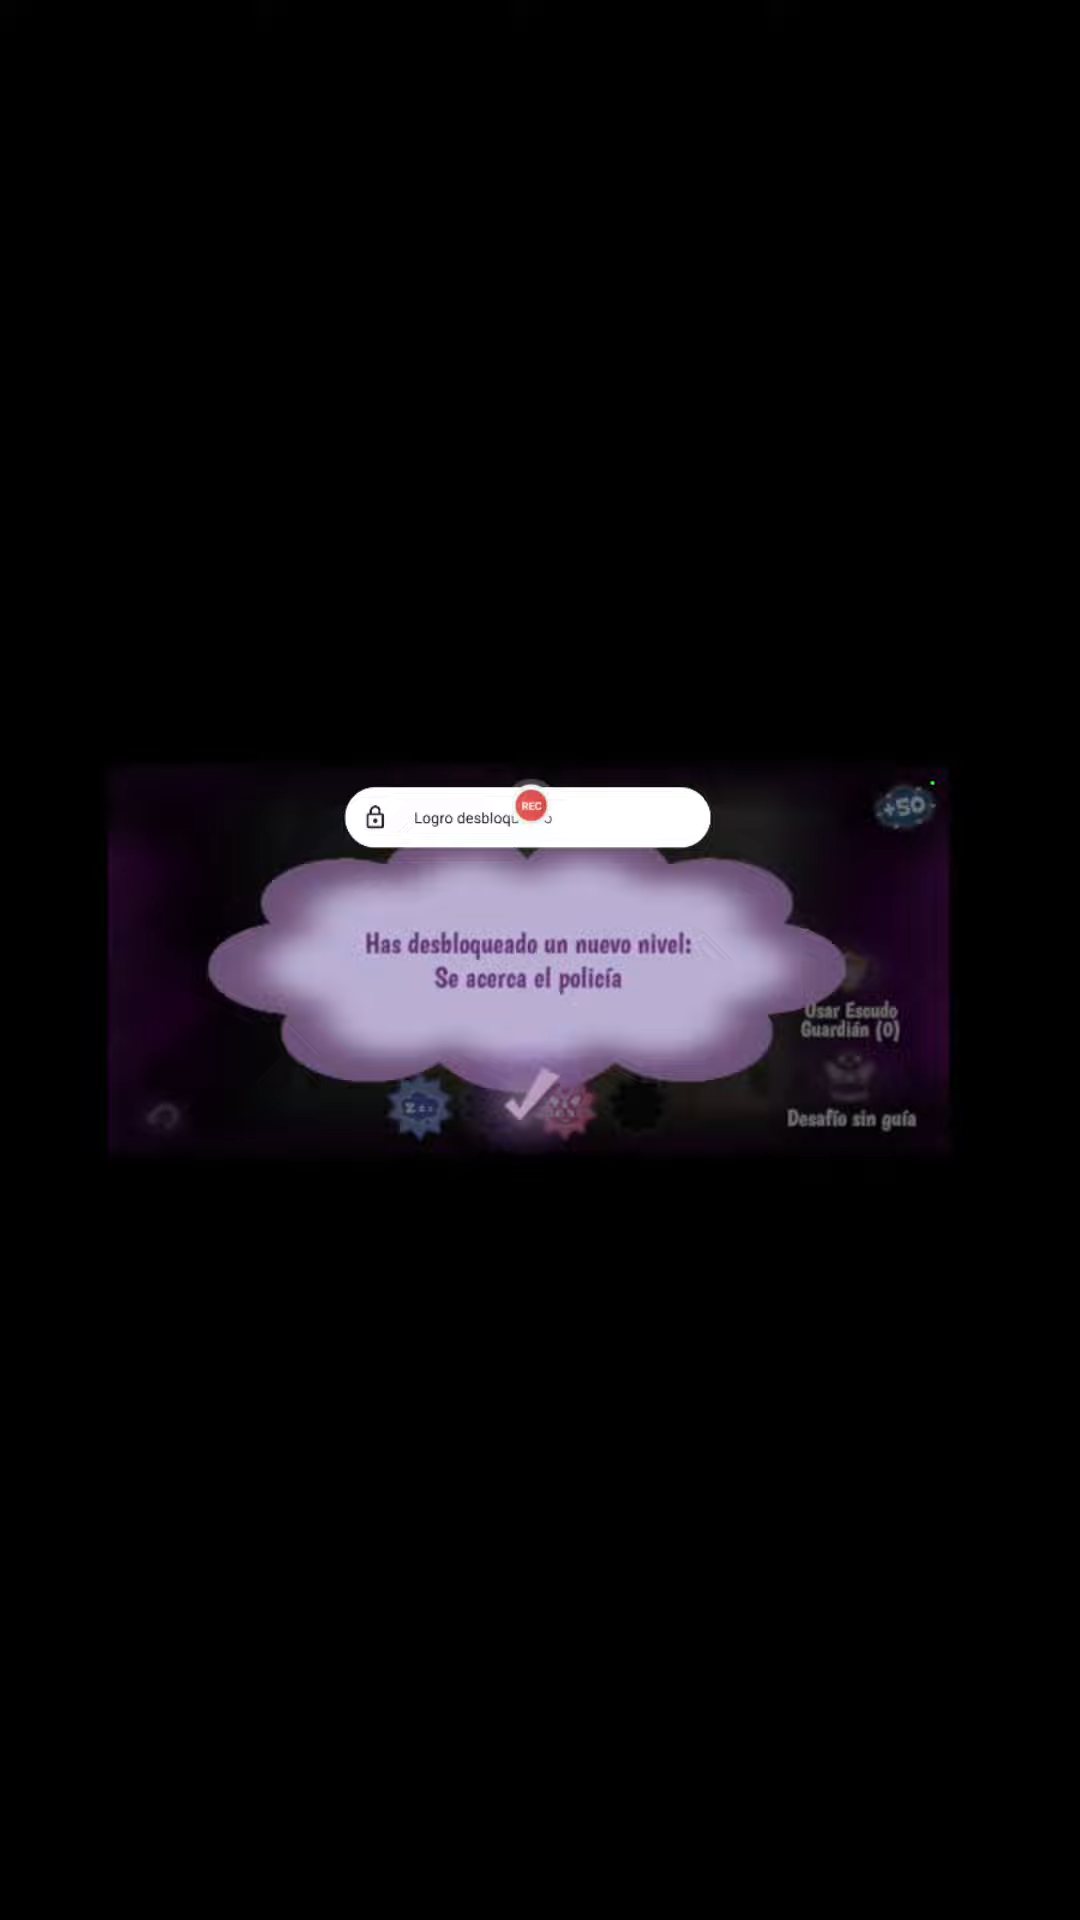 +50
REC
Logro desbloq
Has desbloqueado un nuevo nivel:
Se acerca el policía
Usar Escudo
Guardián (0)
Zzz
Desafío sin guía